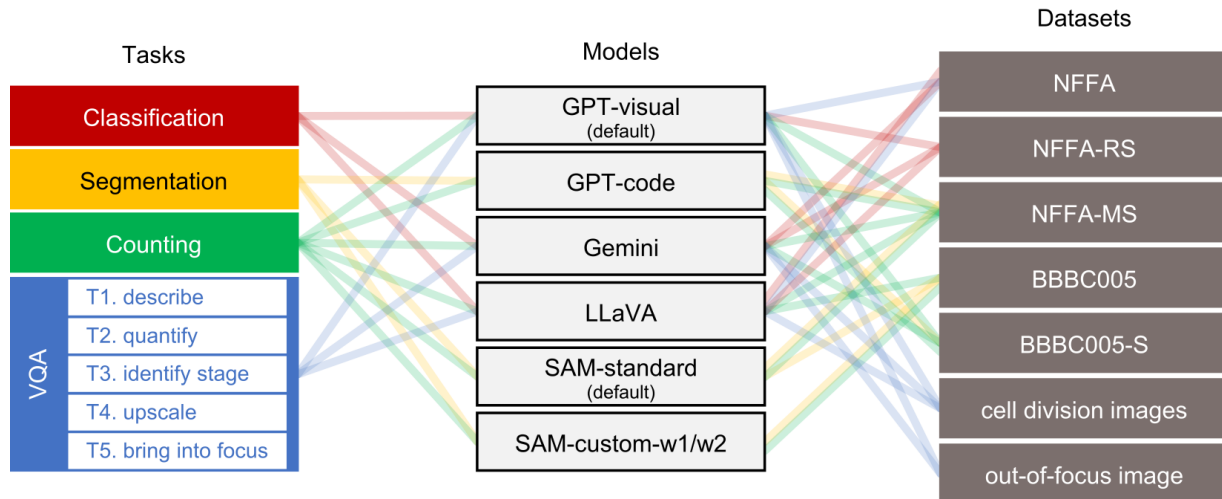 Tasks
Classification
Segmentation
Counting
VQA
T1. describe
T2. quantify
T3. identify stage
T4. upscale
T5. bring into focus
Models
GPT-visual
(default)
GPT-code
Gemini
LLaVA
SAM-standard
(default)
SAM-custom-w1/w2
Datasets
NFFA
NFFA-RS
NFFA-MS
BBBC005
BBBC005-S
cell division images
out-of-focus image